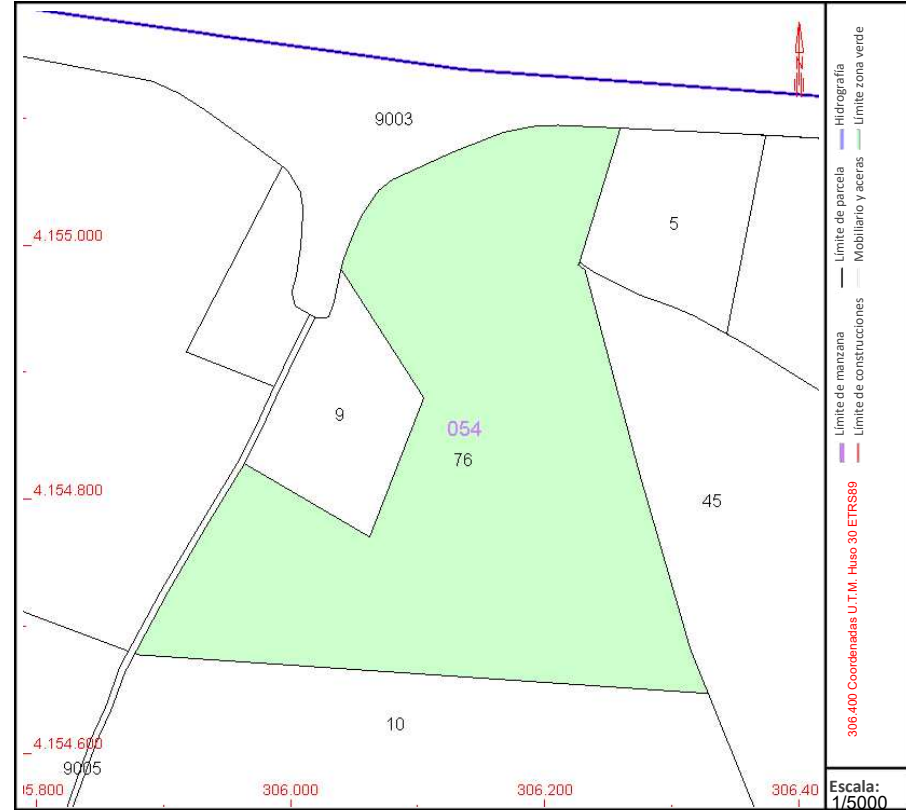 9003
5
4.155.000
9
054
76
4.154.800
45
10
4.154.600
9005
5.800
306.000
306.200
306.40
Límite de manzana
Límite de parcela
Hidrografía
Límite de construcciones
Mobiliario y aceras
Límite zona verde
306.400 Coordenadas U.T.M. Huso 30 ETRS89
Escala:
1/5000